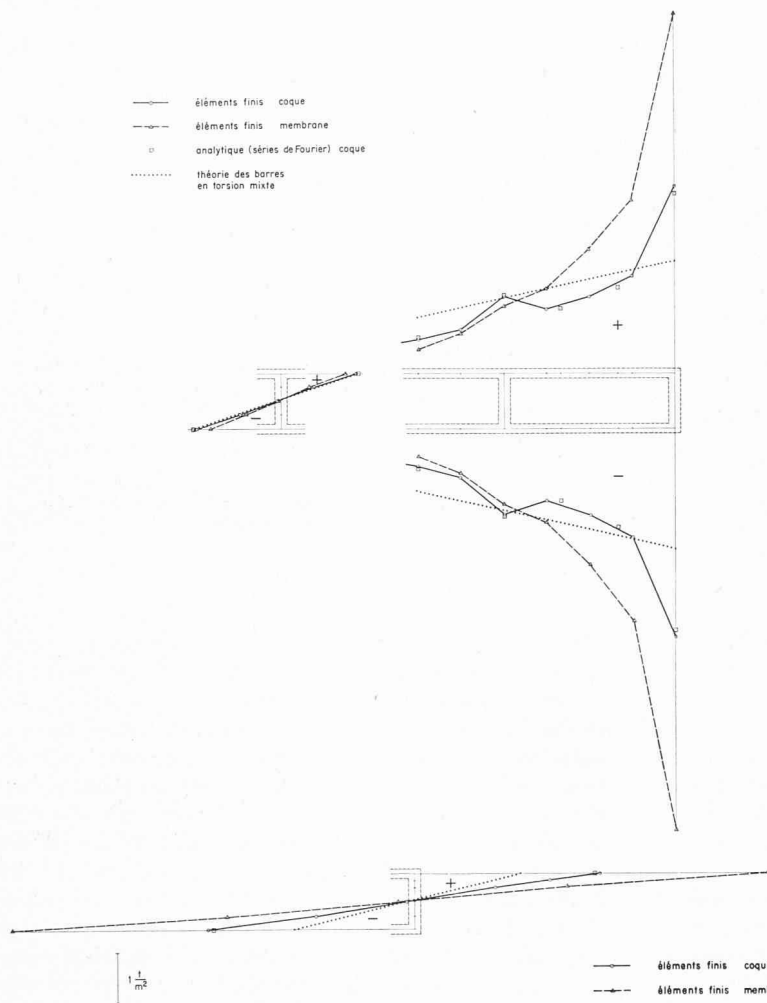 éléments finis coque
éléments finis membrane
analytique (séries de Fourier) coque
théorie des barres
en torsion mixte
+
+
−
−
+
−
1 t/m²
éléments finis coqu
éléments finis mem